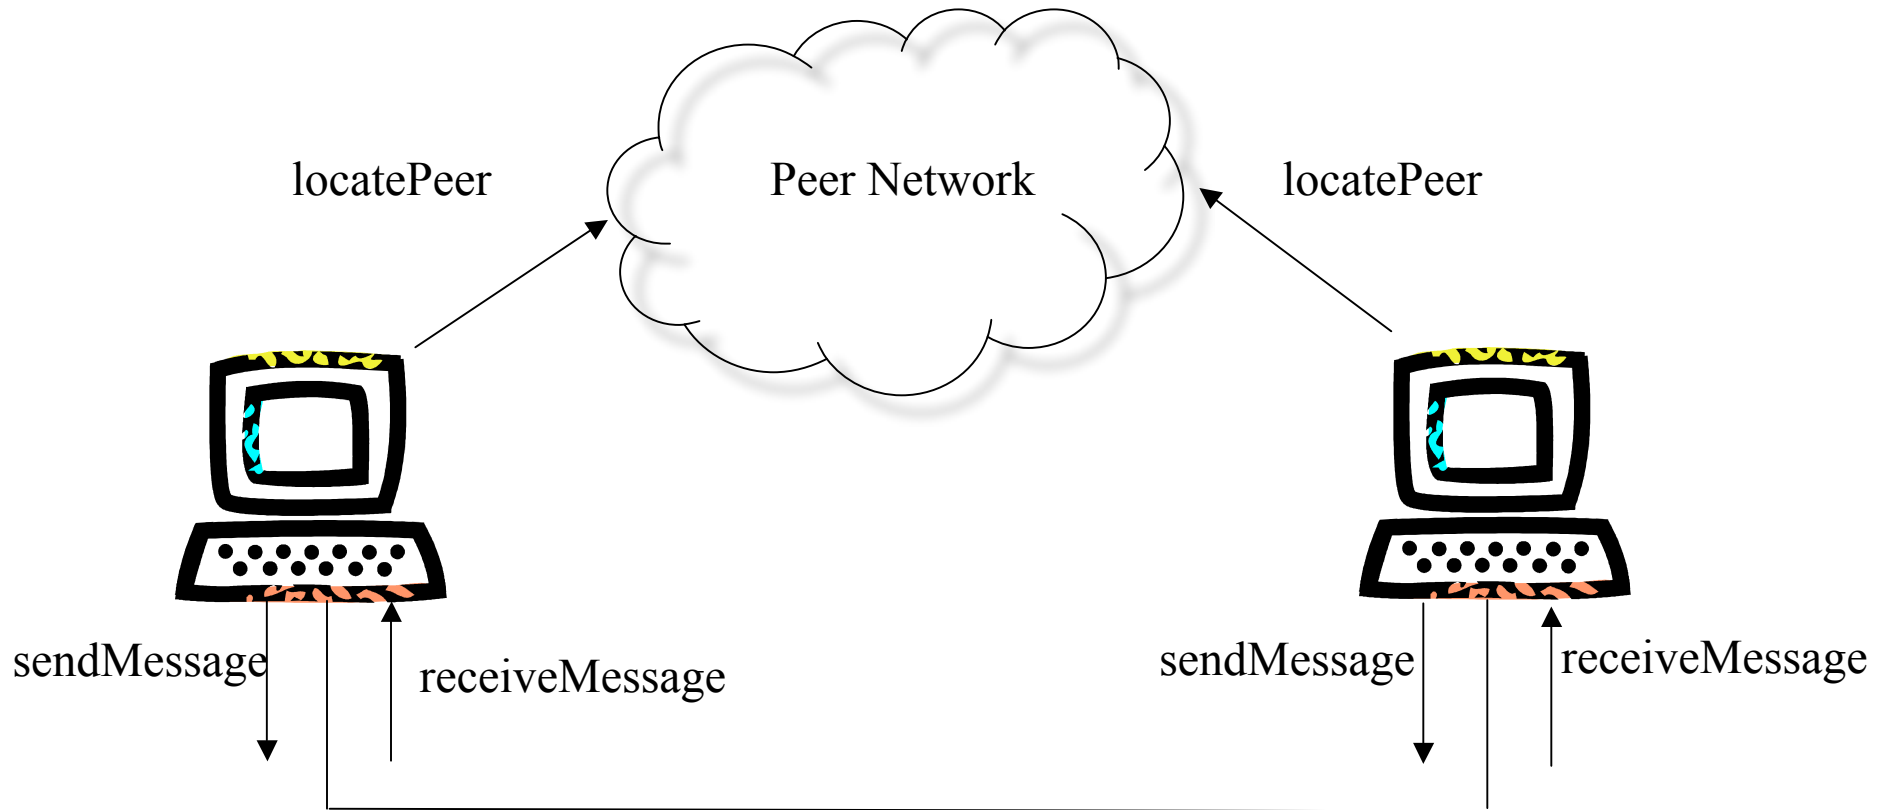 locatePeer
Peer Network
locatePeer
sendMessage
receiveMessage
sendMessage
receiveMessage